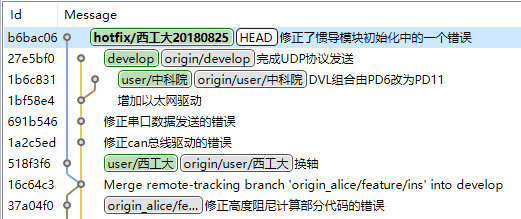 Id Message
b6bac06 hotfix/西工大20180825 HEAD 修正了惯导模块初始化中的一个错误
27e5bf0 develop origin/develop 完成UDP协议发送
1b6c831 user/中科院 origin/user/中科院 DVL组合由PD6改为PD11
1bf58e4 增加以太网驱动
691b546 修正串口数据发送的错误
1a2c5ed 修正can总线驱动的错误
518f3f6 user/西工大 origin/user/西工大 换轴
16c64c3 Merge remote-tracking branch 'origin_alice/feature/ins' into develop
37a04f0 origin_alice/fe... 修正高度阻尼计算部分代码的错误